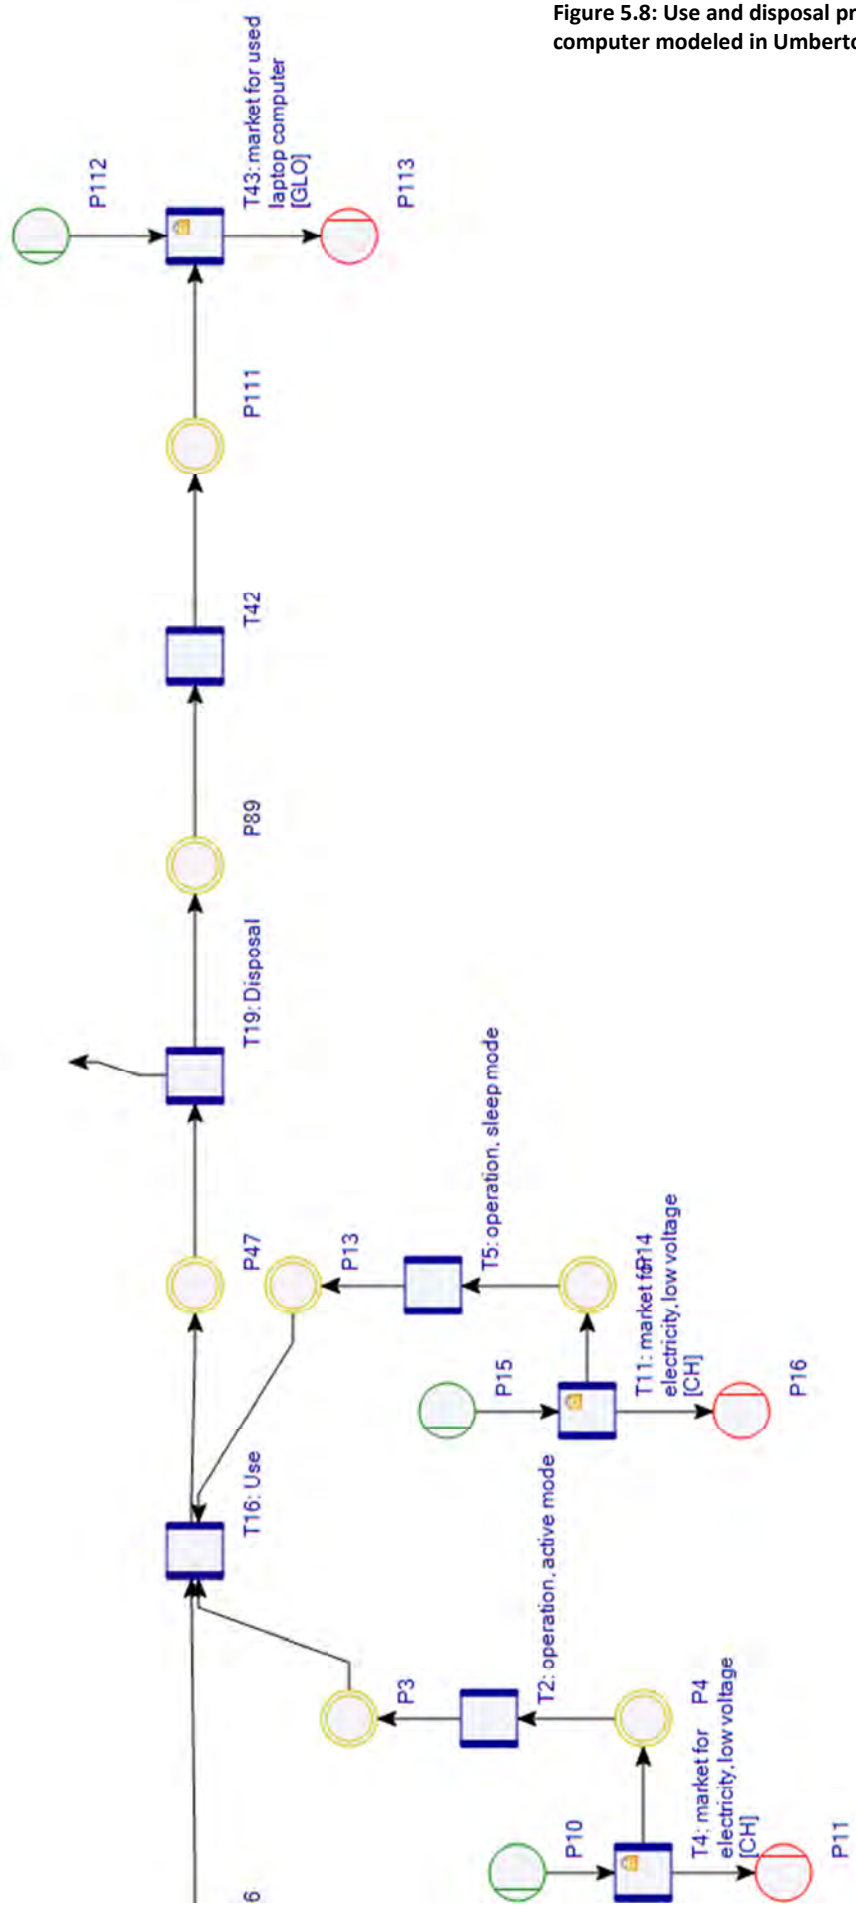 Figure 5.8: Use and disposal pr
computer modeled in Umberto
P112
T43: market for used
laptop computer
[GLO]
P113
P111
T42
P89
T19: Disposal
P47
P13
T5: operation, sleep mode
P14
T11: market for
electricity, low voltage
[CH]
P15
P16
T16: Use
P3
T2: operation, active mode
P4
T4: market for
electricity, low voltage
[CH]
P10
P11
6